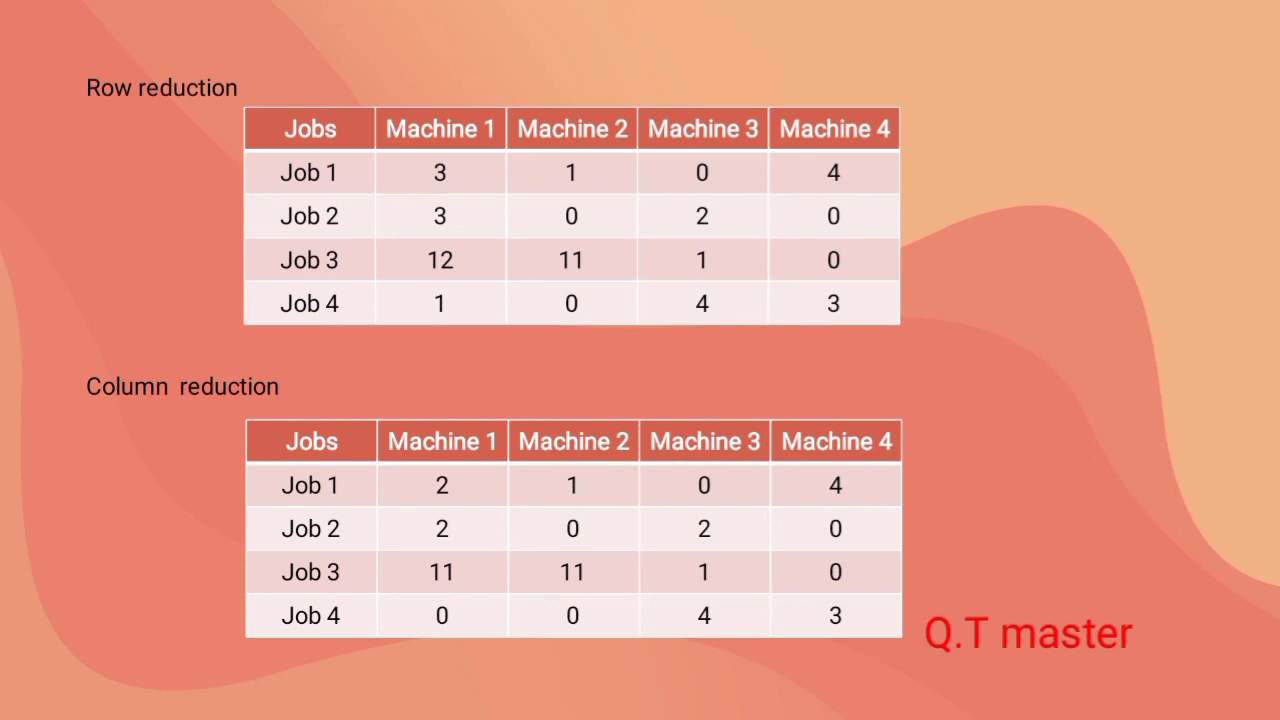 Row reduction
Jobs Machine 1 Machine 2 Machine 3 Machine 4
Job 1 3 1 0 4
Job 2 3 0 2 0
Job 3 12 11 1 0
Job 4 1 0 4 3
Column reduction
Jobs Machine 1 Machine 2 Machine 3 Machine 4
Job 1 2 1 0 4
Job 2 2 0 2 0
Job 3 11 11 1 0
Job 4 0 0 4 3
Q.T master